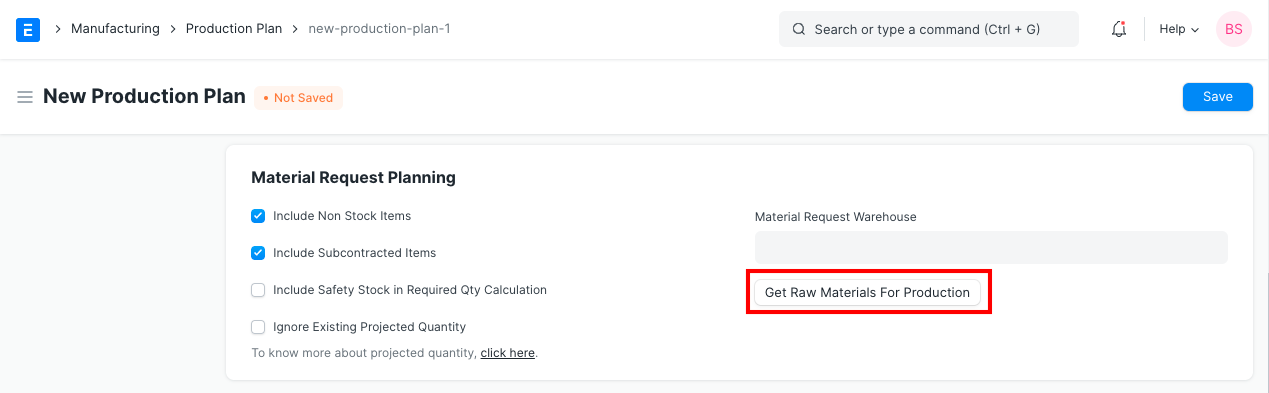 E > Manufacturing > Production Plan > new-production-plan-1
Search or type a command (Ctrl + G)
Help
BS
New Production Plan
• Not Saved
Save
Material Request Planning
Include Non Stock Items
Include Subcontracted Items
Include Safety Stock in Required Qty Calculation
Ignore Existing Projected Quantity
To know more about projected quantity, click here.
Material Request Warehouse
Get Raw Materials For Production